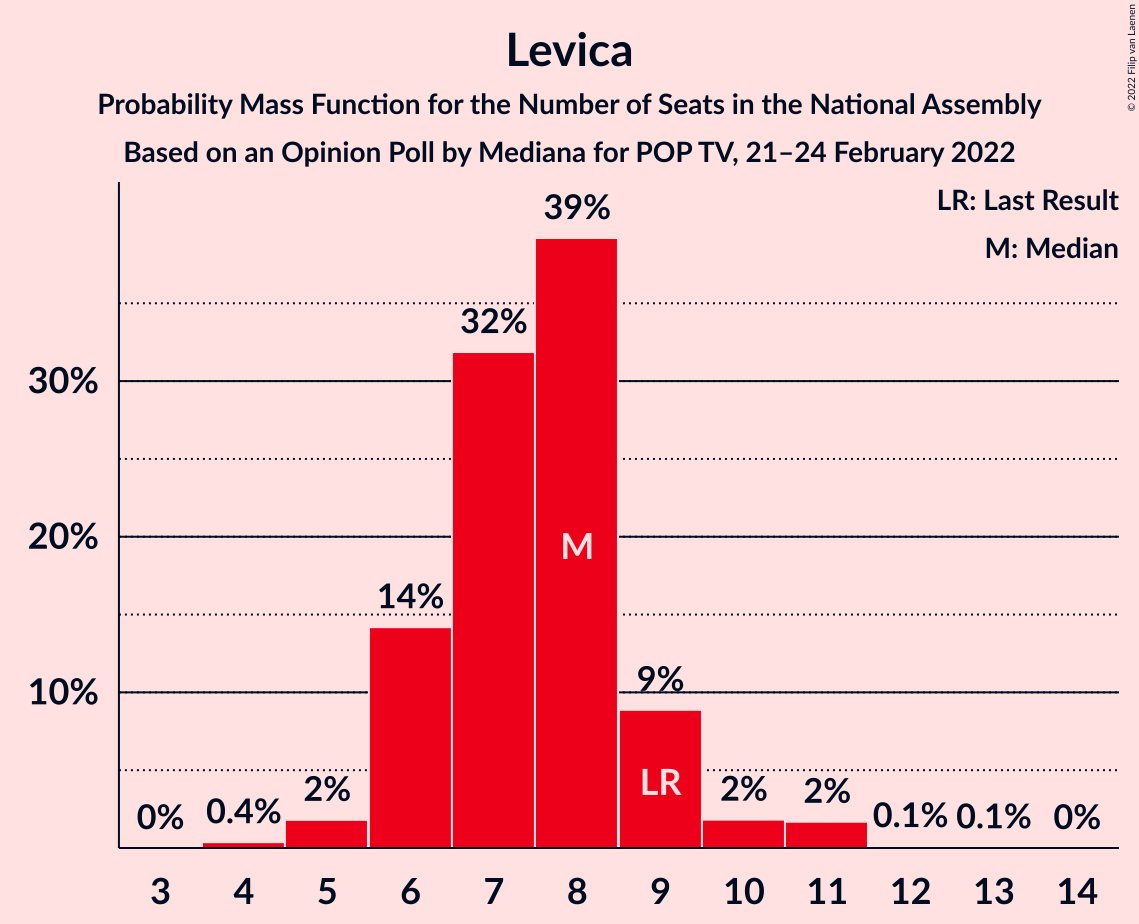 Levica
Probability Mass Function for the Number of Seats in the National Assembly
Based on an Opinion Poll by Mediana for POP TV, 21–24 February 2022
© 2022 Filip van Laenen
LR: Last Result
M: Median
30%
20%
10%
0%
0.4%
2%
14%
32%
39%
9%
2%
2%
0.1%
0.1%
0%
M
LR
3 4 5 6 7 8 9 10 11 12 13 14